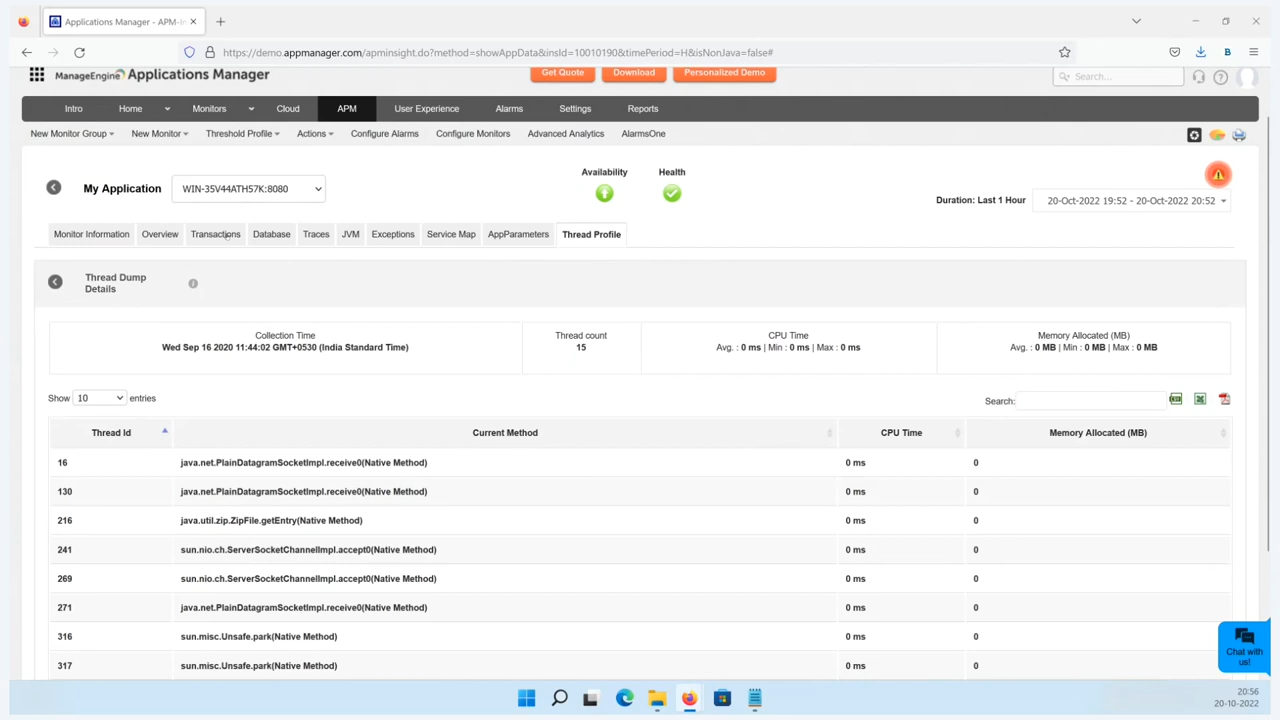 Applications Manager - APM-In
https://demo.appmanager.com/apminsight.do?method=showAppData&insId=10010190&timePeriod=H&isNonJava=false#
ManageEngine Applications Manager
Get Quote
Download
Personalized Demo
Search...
Intro Home Monitors Cloud APM User Experience Alarms Settings Reports
New Monitor Group New Monitor Threshold Profile Actions Configure Alarms Configure Monitors Advanced Analytics AlarmsOne
My Application WIN-35V44ATH57K:8080
Availability Health
Duration: Last 1 Hour 20-Oct-2022 19:52 - 20-Oct-2022 20:52
Monitor Information Overview Transactions Database Traces JVM Exceptions Service Map AppParameters Thread Profile
Thread Dump
Details
Collection Time
Wed Sep 16 2020 11:44:02 GMT+0530 (India Standard Time)
Thread count
15
CPU Time
Avg. : 0 ms | Min : 0 ms | Max : 0 ms
Memory Allocated (MB)
Avg. : 0 MB | Min : 0 MB | Max : 0 MB
Show 10 entries
Search:
Thread Id Current Method CPU Time Memory Allocated (MB)
16 java.net.PlainDatagramSocketImpl.receive0(Native Method) 0 ms 0
130 java.net.PlainDatagramSocketImpl.receive0(Native Method) 0 ms 0
216 java.util.zip.ZipFile.getEntry(Native Method) 0 ms 0
241 sun.nio.ch.ServerSocketChannelImpl.accept0(Native Method) 0 ms 0
269 sun.nio.ch.ServerSocketChannelImpl.accept0(Native Method) 0 ms 0
271 java.net.PlainDatagramSocketImpl.receive0(Native Method) 0 ms 0
316 sun.misc.Unsafe.park(Native Method) 0 ms 0
317 sun.misc.Unsafe.park(Native Method) 0 ms 0
Chat with
us!
20:56
20-10-2022